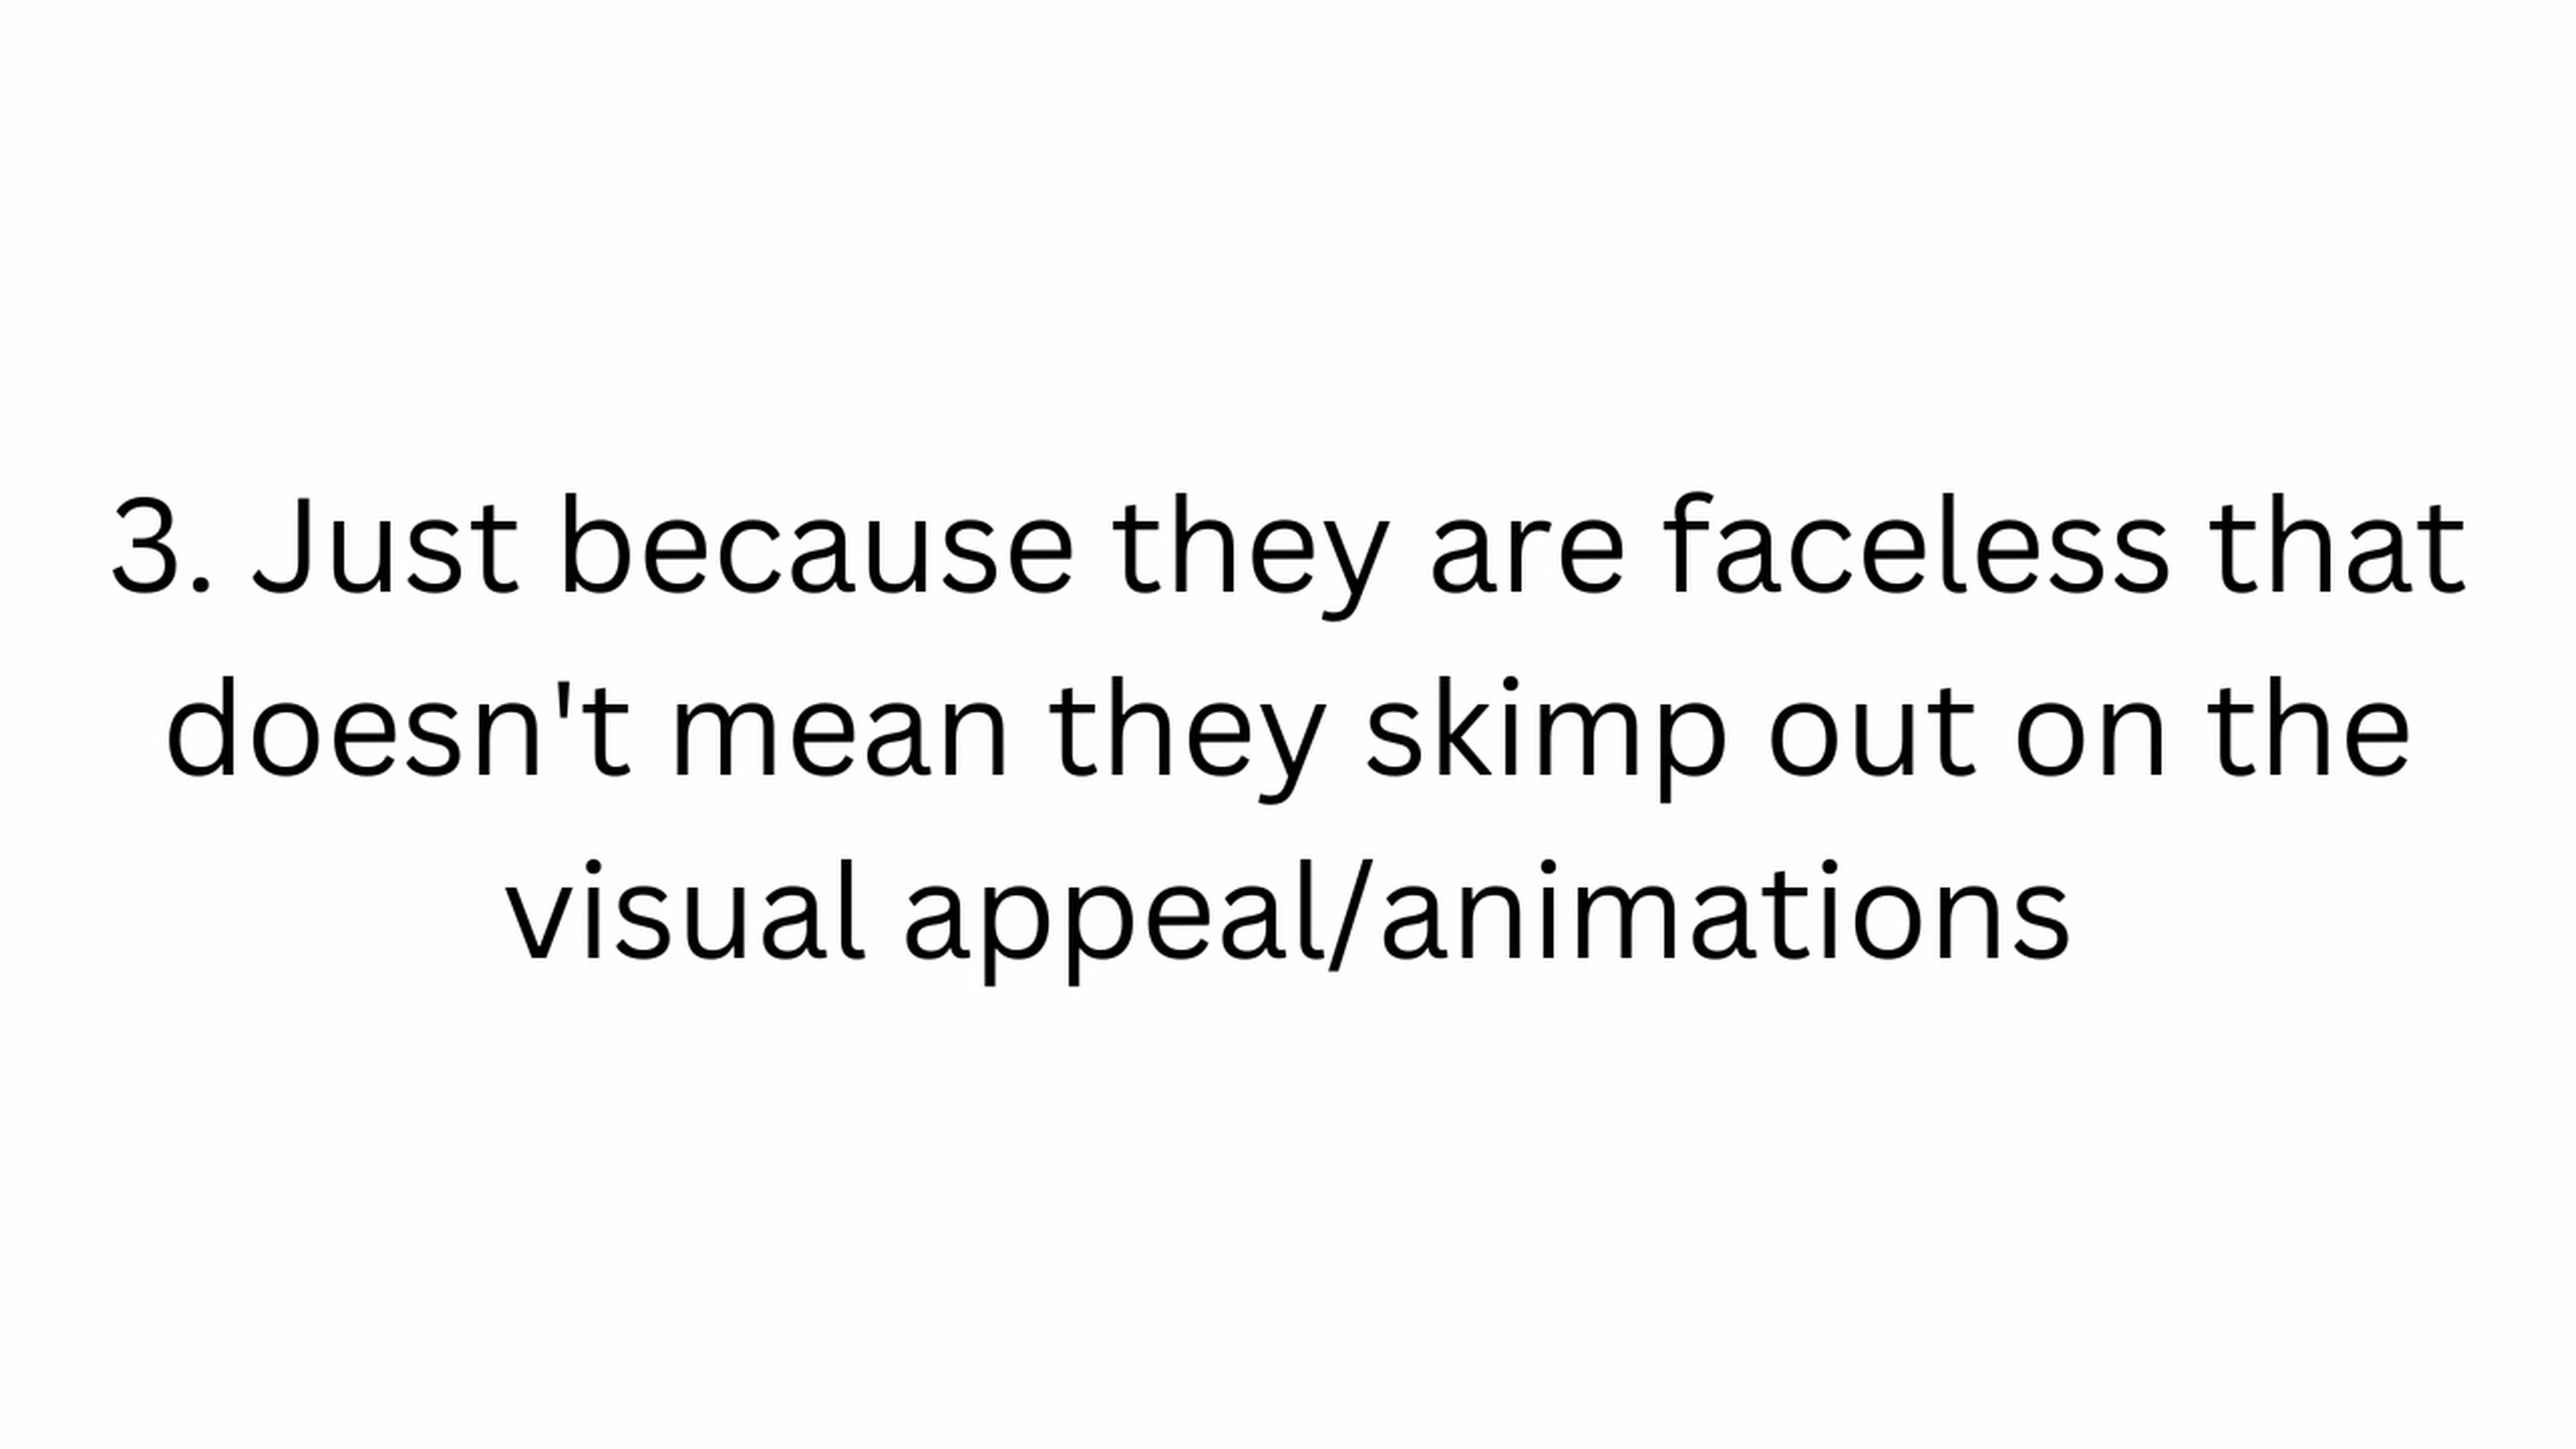 3. Just because they are faceless that
doesn't mean they skimp out on the
visual appeal/animations